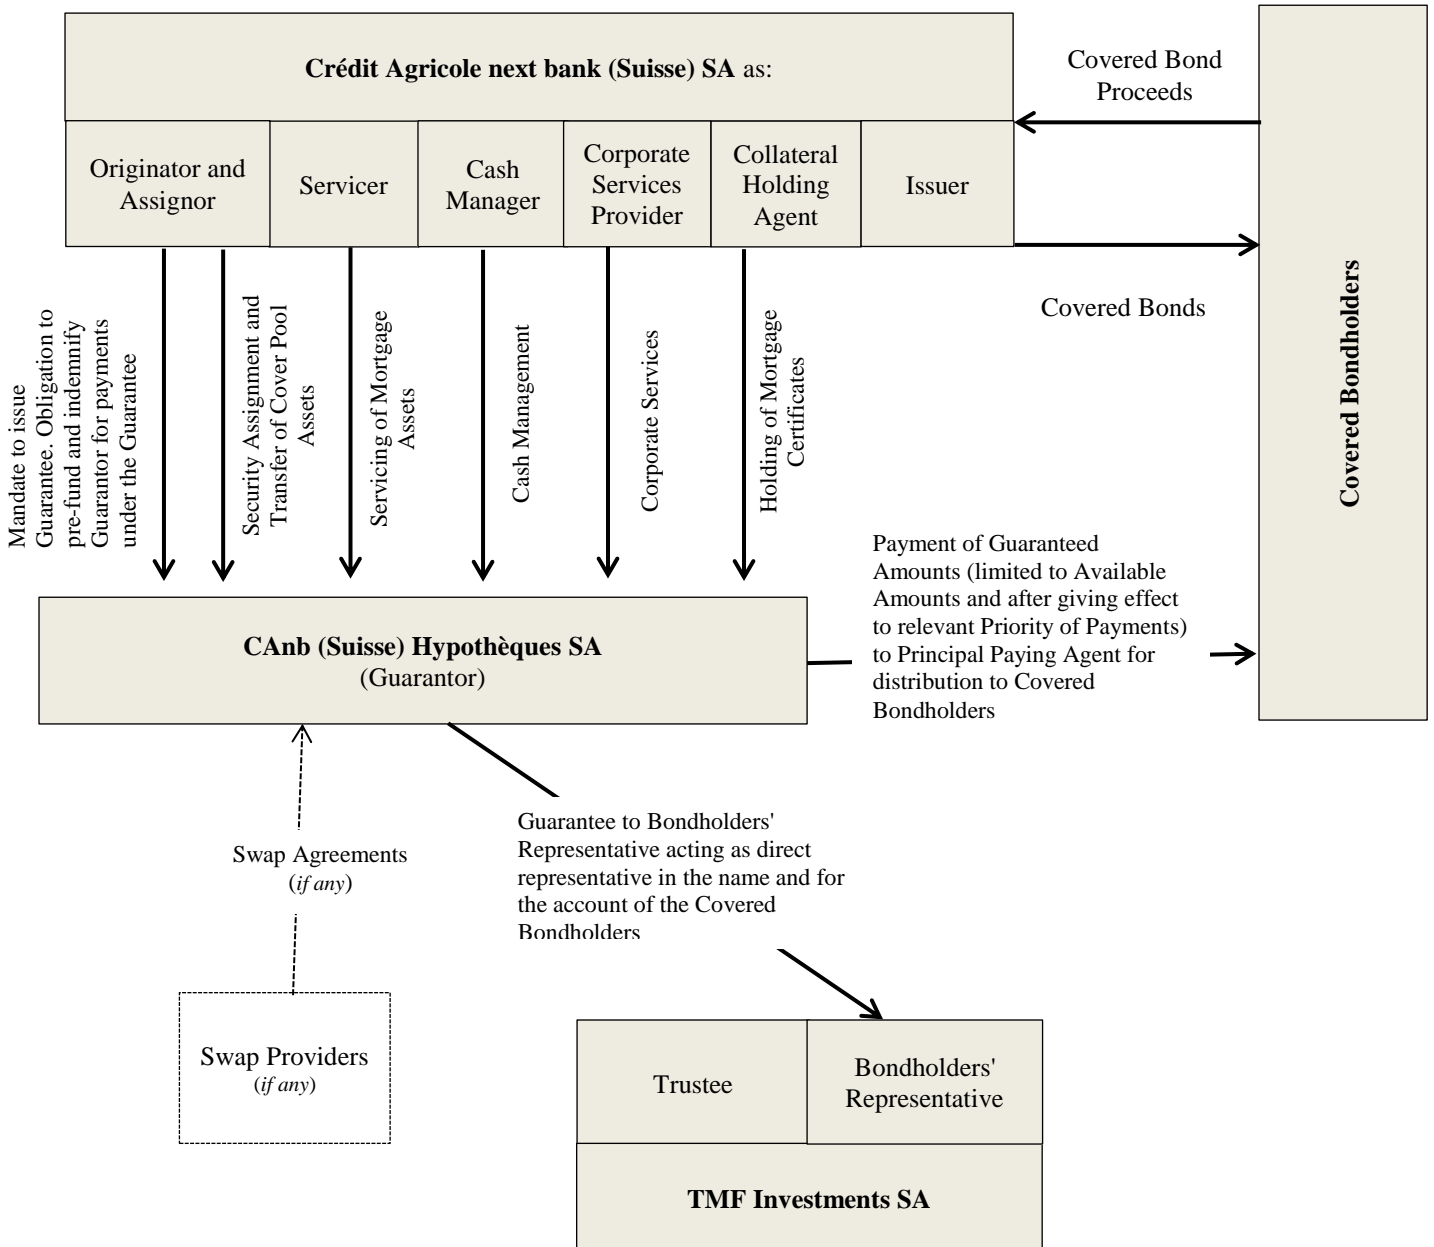 Crédit Agricole next bank (Suisse) SA as:
Originator and
Assignor
Servicer
Cash
Manager
Corporate
Services
Provider
Collateral
Holding
Agent
Issuer
Covered Bond
Proceeds
Covered Bonds
Covered Bondholders
Mandate to issue
Guarantee. Obligation to
pre-fund and indemnify
Guarantor for payments
under the Guarantee
Security Assignment and
Transfer of Cover Pool
Assets
Servicing of Mortgage
Assets
Cash Management
Corporate Services
Holding of Mortgage
Certificates
CAnb (Suisse) Hypothèques SA
(Guarantor)
Payment of Guaranteed
Amounts (limited to Available
Amounts and after giving effect
to relevant Priority of Payments)
to Principal Paying Agent for
distribution to Covered
Bondholders
Swap Agreements
(if any)
Guarantee to Bondholders'
Representative acting as direct
representative in the name and for
the account of the Covered
Bondholders
Swap Providers
(if any)
Trustee
Bondholders'
Representative
TMF Investments SA